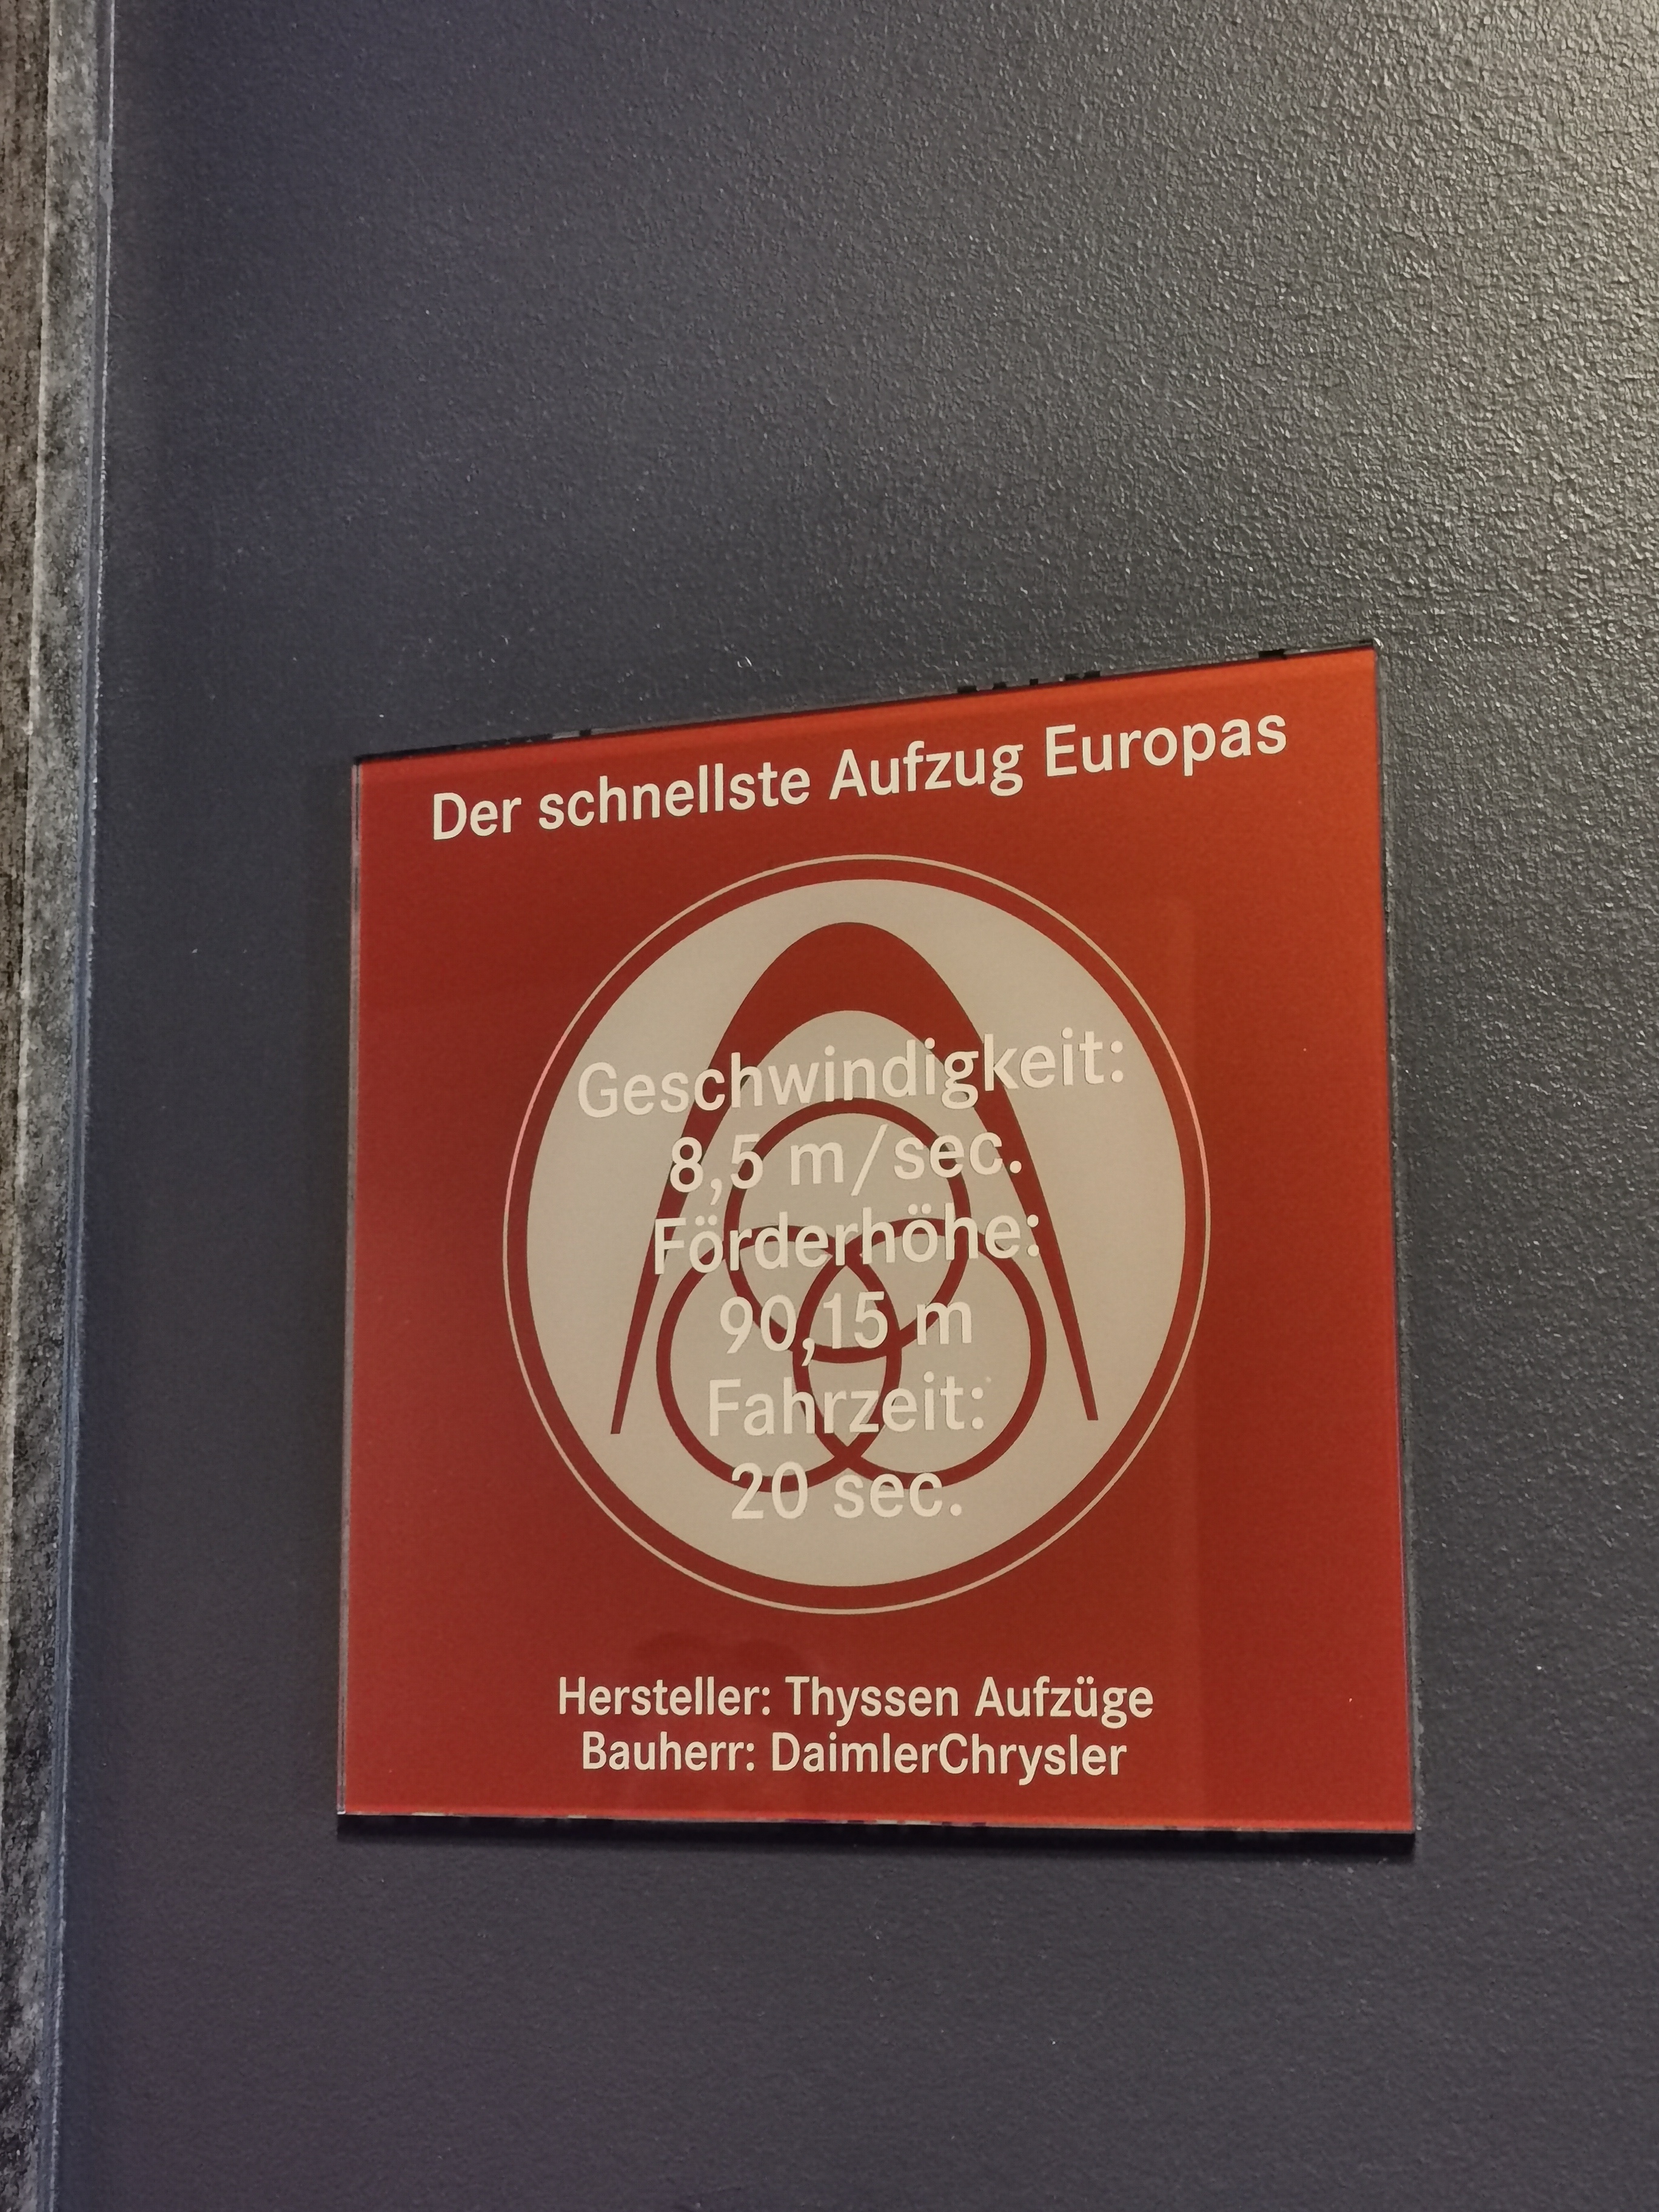 Der schnellste Aufzug Europas
Geschwindigkeit:
8,5 m/sec.
Förderhöhe:
90,15 m
Fahrzeit:
20 sec.
Hersteller: Thyssen Aufzüge
Bauherr: DaimlerChrysler